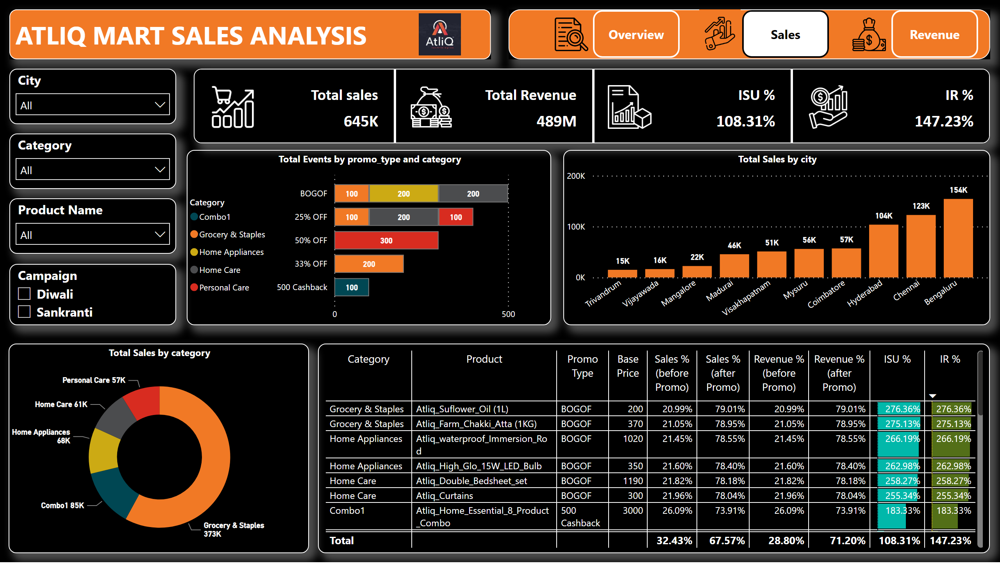 ATLIQ MART SALES ANALYSIS
AtliQ
technologies
Overview
Sales
Revenue
City
All
Category
All
Product Name
All
Campaign
Diwali
Sankranti
Total sales
645K
Total Revenue
489M
ISU %
108.31%
IR %
147.23%
Total Events by promo_type and category
Category
Combo1
Grocery & Staples
Home Appliances
Home Care
Personal Care
BOGOF 100 200 200
25% OFF 100 200 100
50% OFF 300
33% OFF 200
500 Cashback 100
0 500
Total Sales by city
200K
100K
0K
15K 16K 22K 46K 51K 56K 57K 104K 123K 154K
Trivandrum Vijayawada Mangalore Madurai Visakhapatnam Mysuru Coimbatore Hyderabad Chennai Bengaluru
Total Sales by category
Personal Care 57K
Home Care 61K
Home Appliances
68K
Combo1 85K
Grocery & Staples
373K
Category Product Promo Base Sales % Sales % Revenue % Revenue % ISU % IR %
Type Price (before (after (before (after
Promo) Promo) Promo) Promo)
Grocery & Staples Atliq_Suflower_Oil (1L) BOGOF 200 20.99% 79.01% 20.99% 79.01% 276.36% 276.36%
Grocery & Staples Atliq_Farm_Chakki_Atta (1KG) BOGOF 370 21.05% 78.95% 21.05% 78.95% 275.13% 275.13%
Home Appliances Atliq_waterproof_Immersion_Ro BOGOF 1020 21.45% 78.55% 21.45% 78.55% 266.19% 266.19%
d
Home Appliances Atliq_High_Glo_15W_LED_Bulb BOGOF 350 21.60% 78.40% 21.60% 78.40% 262.98% 262.98%
Home Care Atliq_Double_Bedsheet_set BOGOF 1190 21.82% 78.18% 21.82% 78.18% 258.27% 258.27%
Home Care Atliq_Curtains BOGOF 300 21.96% 78.04% 21.96% 78.04% 255.34% 255.34%
Combo1 Atliq_Home_Essential_8_Product 500 3000 26.09% 73.91% 26.09% 73.91% 183.33% 183.33%
_Combo Cashback
Total 32.43% 67.57% 28.80% 71.20% 108.31% 147.23%